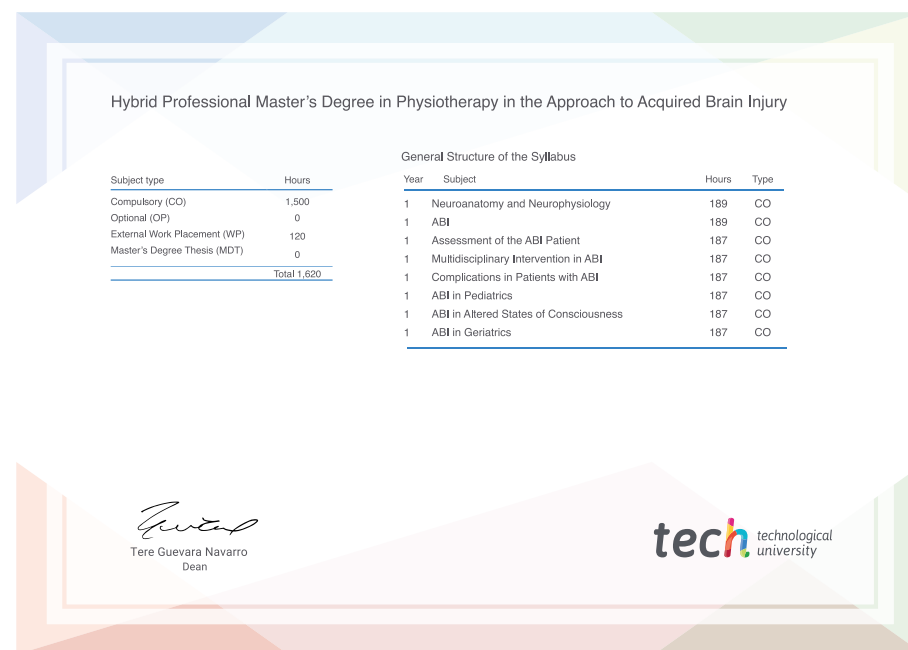 Hybrid Professional Master's Degree in Physiotherapy in the Approach to Acquired Brain Injury
Subject type Hours
Compulsory (CO) 1,500
Optional (OP) 0
External Work Placement (WP) 120
Master's Degree Thesis (MDT) 0
Total 1,620
General Structure of the Syllabus
Year Subject Hours Type
1 Neuroanatomy and Neurophysiology 189 CO
1 ABI 189 CO
1 Assessment of the ABI Patient 187 CO
1 Multidisciplinary Intervention in ABI 187 CO
1 Complications in Patients with ABI 187 CO
1 ABI in Pediatrics 187 CO
1 ABI in Altered States of Consciousness 187 CO
1 ABI in Geriatrics 187 CO
Tere Guevara Navarro
Dean
tech technological
university